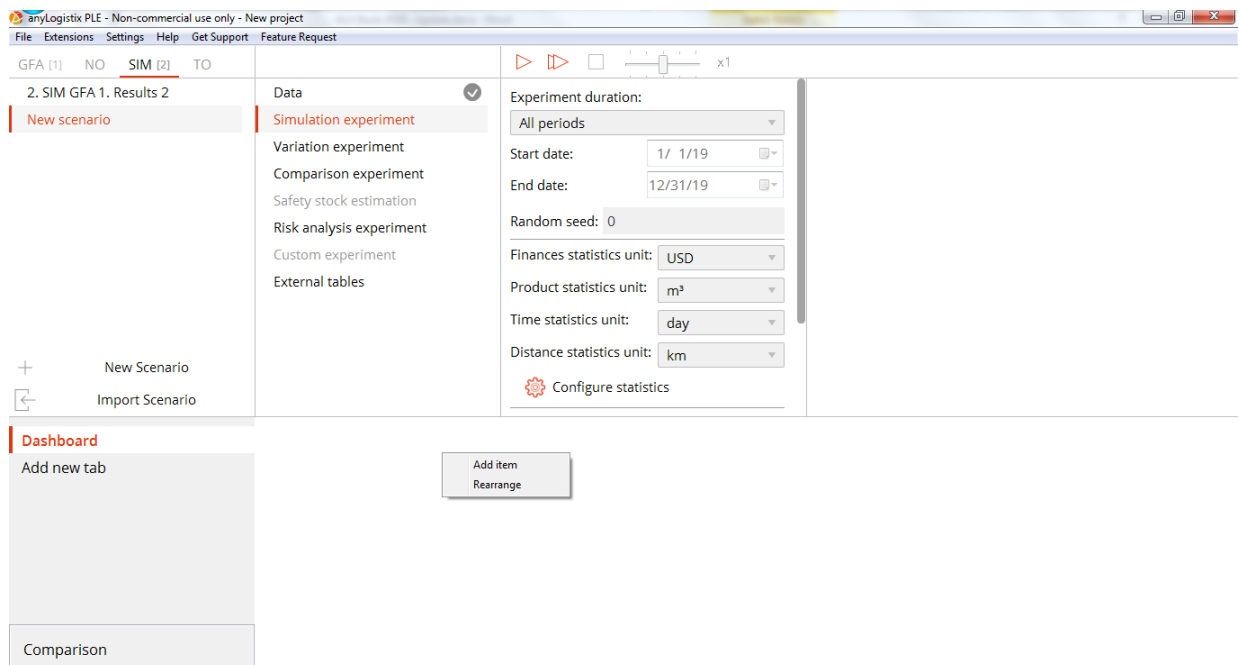 anyLogistix PLE - Non-commercial use only - New project
File Extensions Settings Help Get Support Feature Request
GFA [1] NO SIM [2] TO
x1
2. SIM GFA 1. Results 2
New scenario
New Scenario
Import Scenario
Data
Simulation experiment
Variation experiment
Comparison experiment
Safety stock estimation
Risk analysis experiment
Custom experiment
External tables
Experiment duration:
All periods
Start date: 1/ 1/19
End date: 12/31/19
Random seed: 0
Finances statistics unit: USD
Product statistics unit: m³
Time statistics unit: day
Distance statistics unit: km
Configure statistics
Dashboard
Add new tab
Add item
Rearrange
Comparison